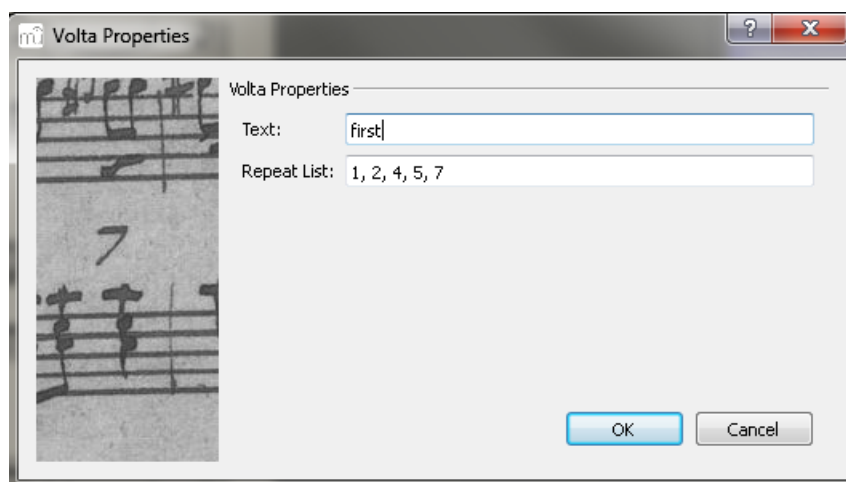 Volta Properties
Volta Properties
Text: first
Repeat List: 1, 2, 4, 5, 7
7
OK Cancel